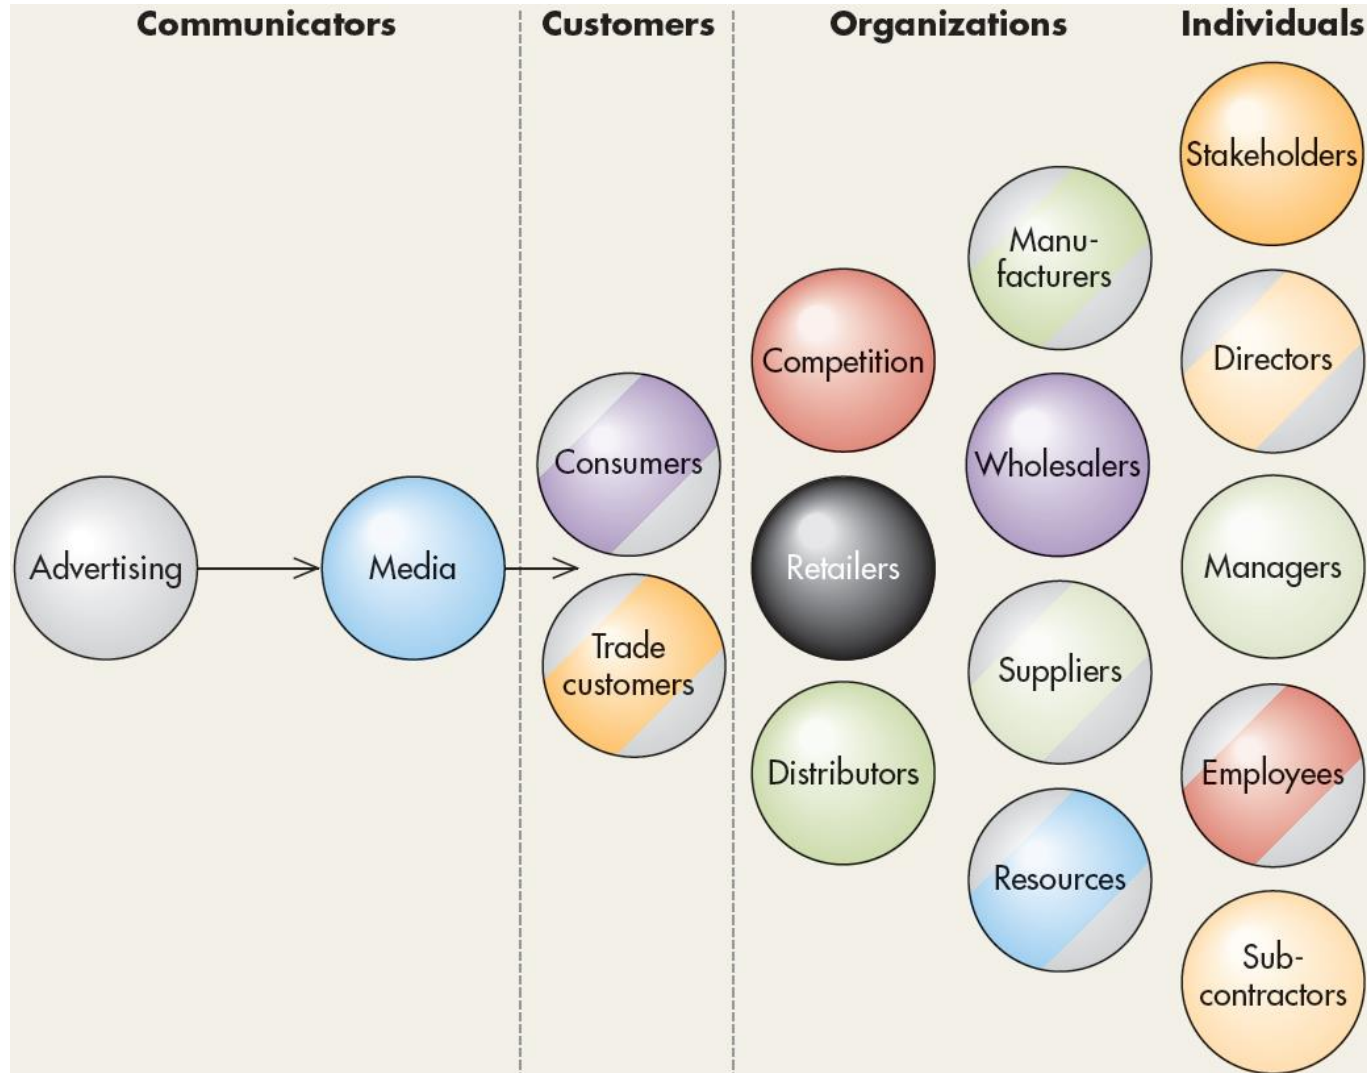 Communicators
Customers
Organizations
Individuals
Advertising
Media
Consumers
Trade
customers
Competition
Retailers
Distributors
Manu-
facturers
Wholesalers
Suppliers
Resources
Stakeholders
Directors
Managers
Employees
Sub-
contractors